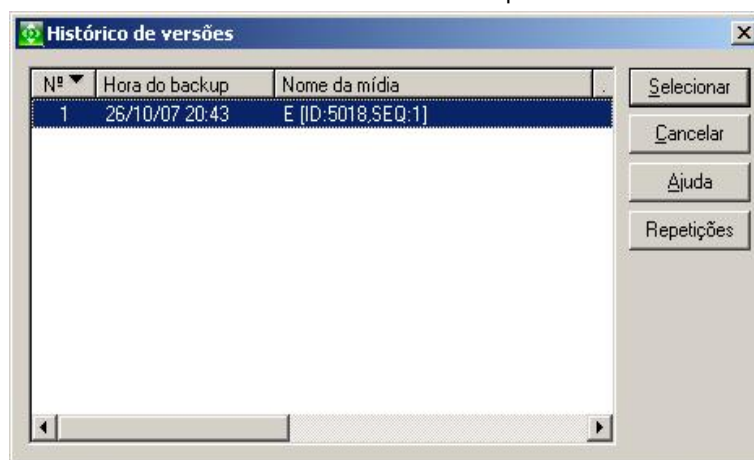 Histórico de versões
Nº Hora do backup Nome da mídia .
1 26/10/07 20:43 E [ID:5018,SEQ:1]
Selecionar
Cancelar
Ajuda
Repetições